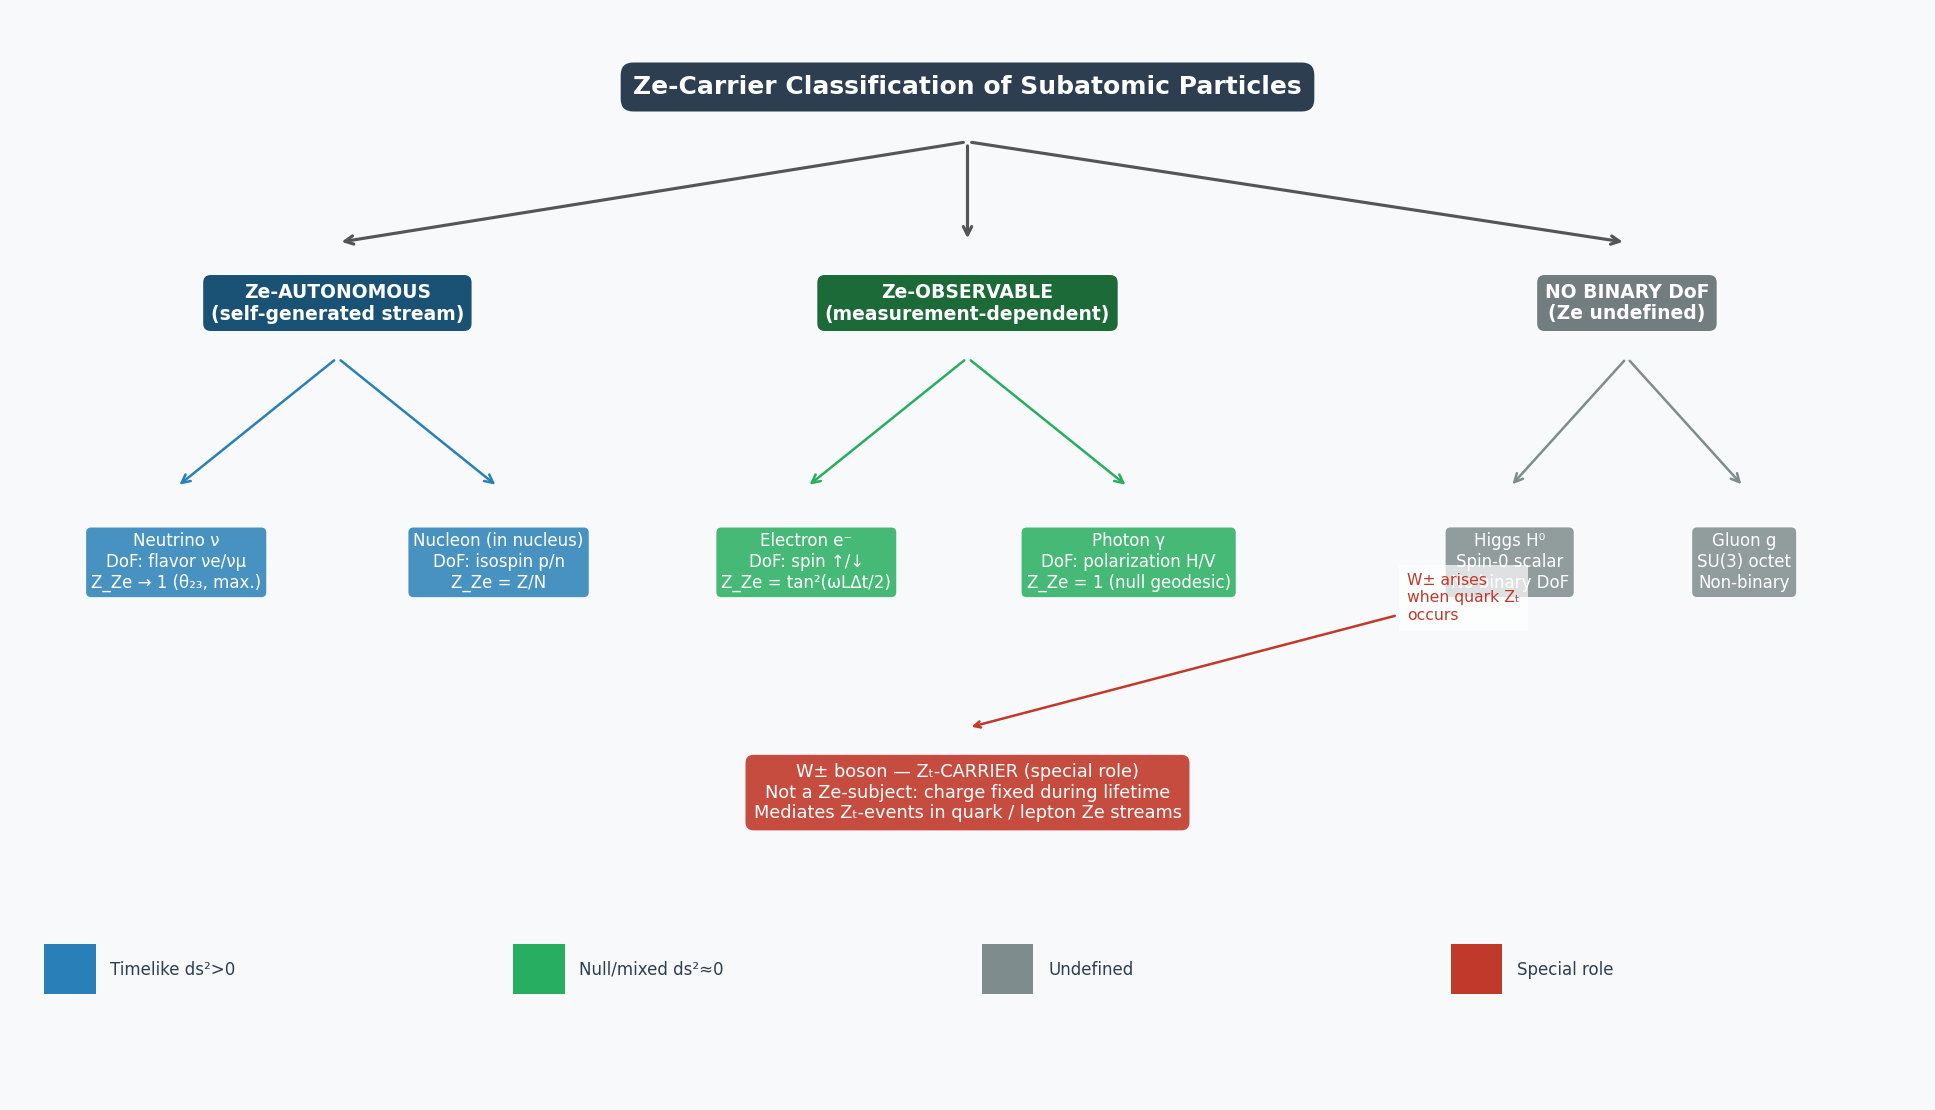 Ze-Carrier Classification of Subatomic Particles
Ze-AUTONOMOUS
(self-generated stream)
Ze-OBSERVABLE
(measurement-dependent)
NO BINARY DoF
(Ze undefined)
Neutrino ν
DoF: flavor νe/νμ
Z_Ze → 1 (θ₂₃, max.)
Nucleon (in nucleus)
DoF: isospin p/n
Z_Ze = Z/N
Electron e⁻
DoF: spin ↑/↓
Z_Ze = tan²(ωLΔt/2)
Photon γ
DoF: polarization H/V
Z_Ze = 1 (null geodesic)
Higgs H⁰
Spin-0 scalar
DoF
Gluon g
SU(3) octet
Non-binary
W± arises
when quark Zₜ
occurs
W± boson — Zₜ-CARRIER (special role)
Not a Ze-subject: charge fixed during lifetime
Mediates Zₜ-events in quark / lepton Ze streams
Timelike ds²>0
Null/mixed ds²≈0
Undefined
Special role